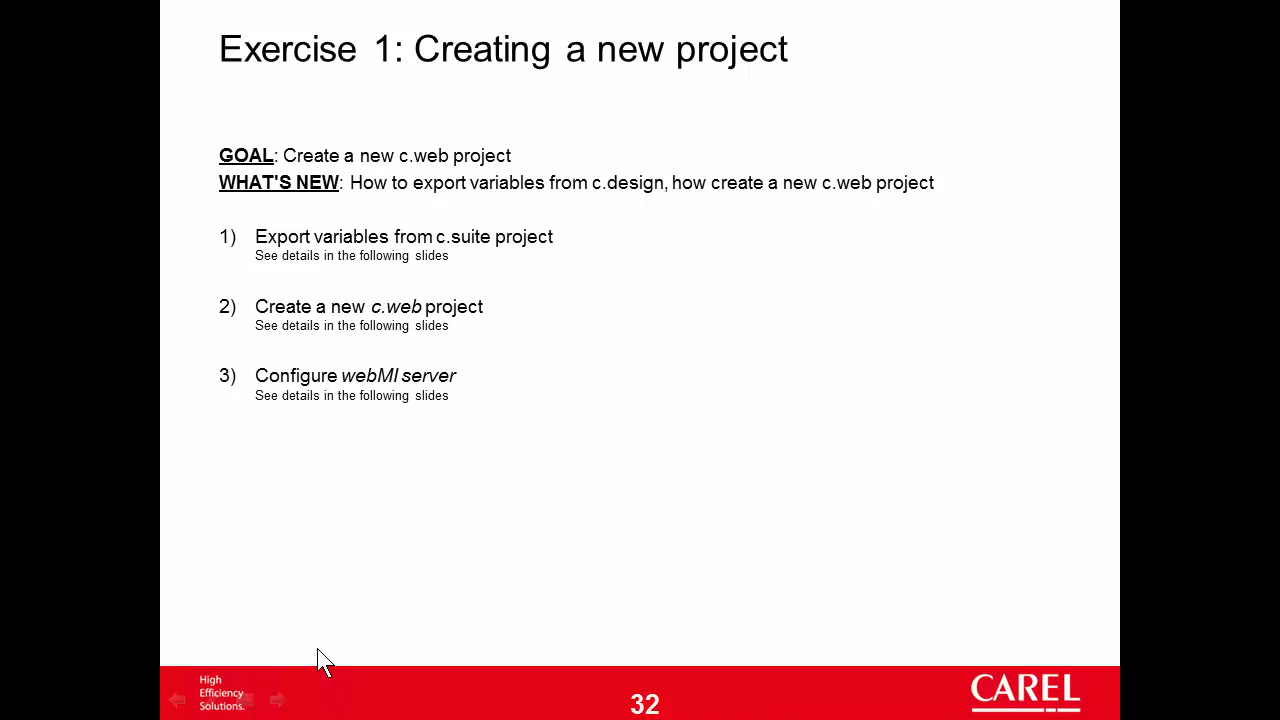 Exercise 1: Creating a new project
GOAL: Create a new c.web project
WHAT'S NEW: How to export variables from c.design, how create a new c.web project
1) Export variables from c.suite project
See details in the following slides
2) Create a new c.web project
See details in the following slides
3) Configure webMI server
See details in the following slides
High
Efficiency
Solutions.
32
CAREL